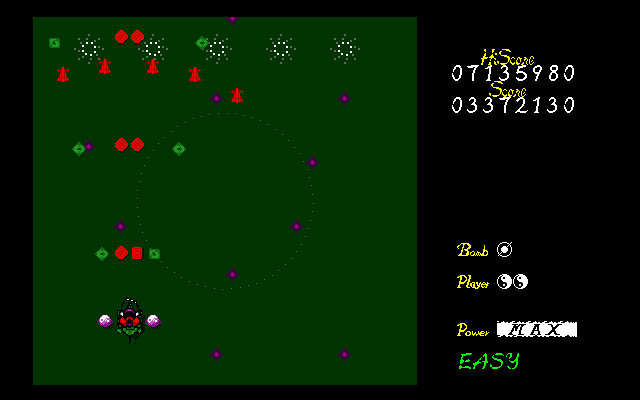 HiScore
07135980
Score
03372130
Bomb
Player
Power MAX
EASY